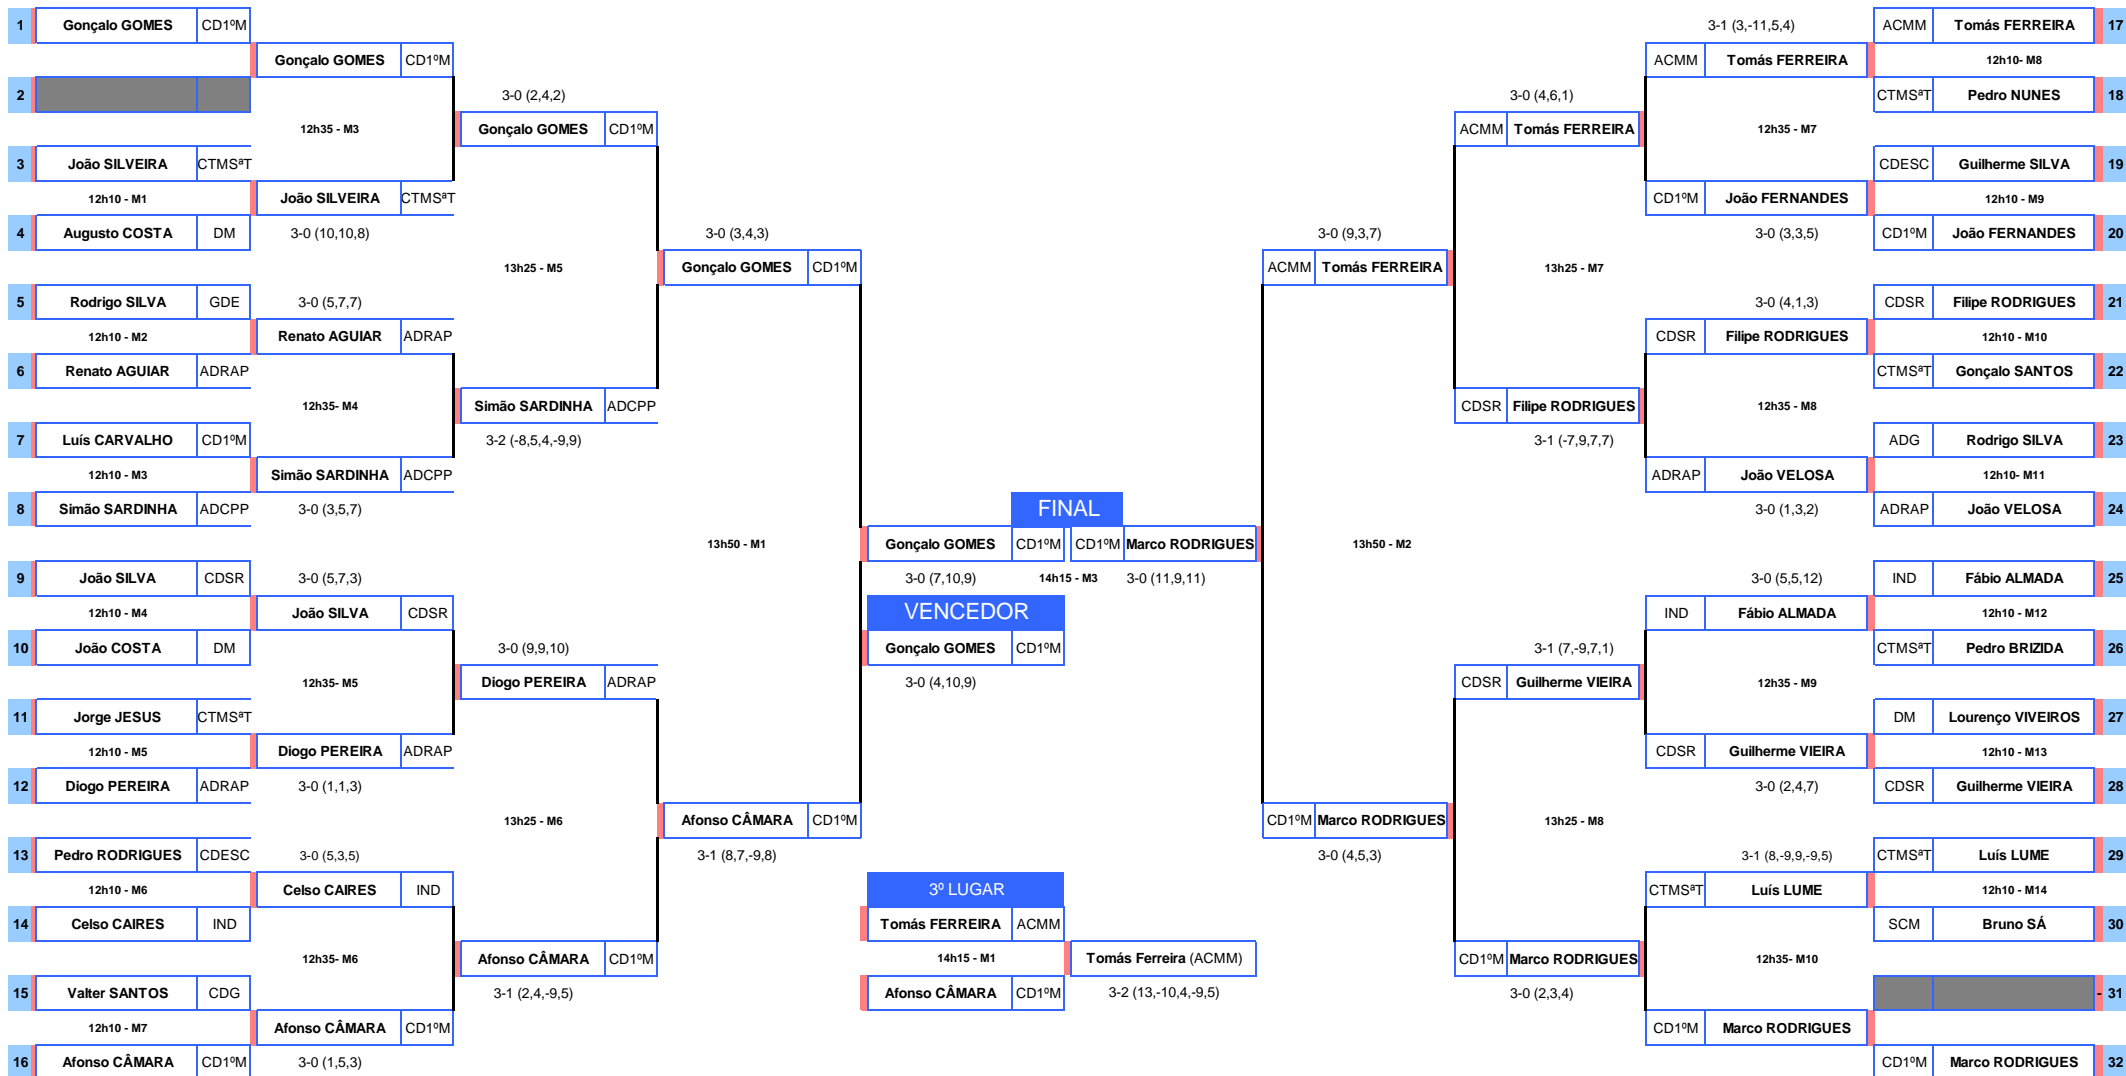 1 Gonçalo GOMES CD1ºM 3-1 (3,-11,5,4) ACMM Tomás FERREIRA 17
Gonçalo GOMES CD1ºM ACMM Tomás FERREIRA 12h10- M8
2 3-0 (2,4,2) 3-0 (4,6,1) CTMSªT Pedro NUNES 18
12h35 - M3 Gonçalo GOMES CD1ºM ACMM Tomás FERREIRA 12h35 - M7
3 João SILVEIRA CTMSªT CDESC Guilherme SILVA 19
12h10 - M1 João SILVEIRA CTMSªT CD1ºM João FERNANDES 12h10 - M9
4 Augusto COSTA DM 3-0 (10,10,8) 3-0 (3,4,3) 3-0 (9,3,7) 3-0 (3,3,5) CD1ºM João FERNANDES 20
13h25 - M5 Gonçalo GOMES CD1ºM ACMM Tomás FERREIRA 13h25 - M7
5 Rodrigo SILVA GDE 3-0 (5,7,7) 3-0 (4,1,3) CDSR Filipe RODRIGUES 21
12h10 - M2 Renato AGUIAR ADRAP CDSR Filipe RODRIGUES 12h10 - M10
6 Renato AGUIAR ADRAP CTMSªT Gonçalo SANTOS 22
12h35- M4 Simão SARDINHA ADCPP CDSR Filipe RODRIGUES 12h35 - M8
7 Luís CARVALHO CD1ºM 3-2 (-8,5,4,-9,9) 3-1 (-7,9,7,7) ADG Rodrigo SILVA 23
12h10 - M3 Simão SARDINHA ADCPP ADRAP João VELOSA 12h10- M11
8 Simão SARDINHA ADCPP 3-0 (3,5,7) FINAL 3-0 (1,3,2) ADRAP João VELOSA 24
13h50 - M1 Gonçalo GOMES CD1ºM CD1ºM Marco RODRIGUES 13h50 - M2
9 João SILVA CDSR 3-0 (5,7,3) 3-0 (7,10,9) 14h15 - M3 3-0 (11,9,11) 3-0 (5,5,12) IND Fábio ALMADA 25
12h10 - M4 João SILVA CDSR VENCEDOR IND Fábio ALMADA 12h10 - M12
10 João COSTA DM 3-0 (9,9,10) Gonçalo GOMES CD1ºM 3-1 (7,-9,7,1) CTMSªT Pedro BRIZIDA 26
12h35- M5 Diogo PEREIRA ADRAP 3-0 (4,10,9) CDSR Guilherme VIEIRA 12h35 - M9
11 Jorge JESUS CTMSªT DM Lourenço VIVEIROS 27
12h10 - M5 Diogo PEREIRA ADRAP CDSR Guilherme VIEIRA 12h10 - M13
12 Diogo PEREIRA ADRAP 3-0 (1,1,3) 3-0 (2,4,7) CDSR Guilherme VIEIRA 28
13h25 - M6 Afonso CÂMARA CD1ºM CD1ºM Marco RODRIGUES 13h25 - M8
13 Pedro RODRIGUES CDESC 3-0 (5,3,5) 3-1 (8,7,-9,8) 3-0 (4,5,3) 3-1 (8,-9,9,-9,5) CTMSªT Luís LUME 29
12h10 - M6 Celso CAIRES IND 3º LUGAR CTMSªT Luís LUME 12h10 - M14
14 Celso CAIRES IND Tomás FERREIRA ACMM SCM Bruno SÁ 30
12h35- M6 Afonso CÂMARA CD1ºM 14h15 - M1 Tomás Ferreira (ACMM) CD1ºM Marco RODRIGUES 12h35- M10
15 Valter SANTOS CDG 3-1 (2,4,-9,5) Afonso CÂMARA CD1ºM 3-2 (13,-10,4,-9,5) 3-0 (2,3,4) - 31
12h10 - M7 Afonso CÂMARA CD1ºM CD1ºM Marco RODRIGUES
16 Afonso CÂMARA CD1ºM 3-0 (1,5,3) CD1ºM Marco RODRIGUES 32